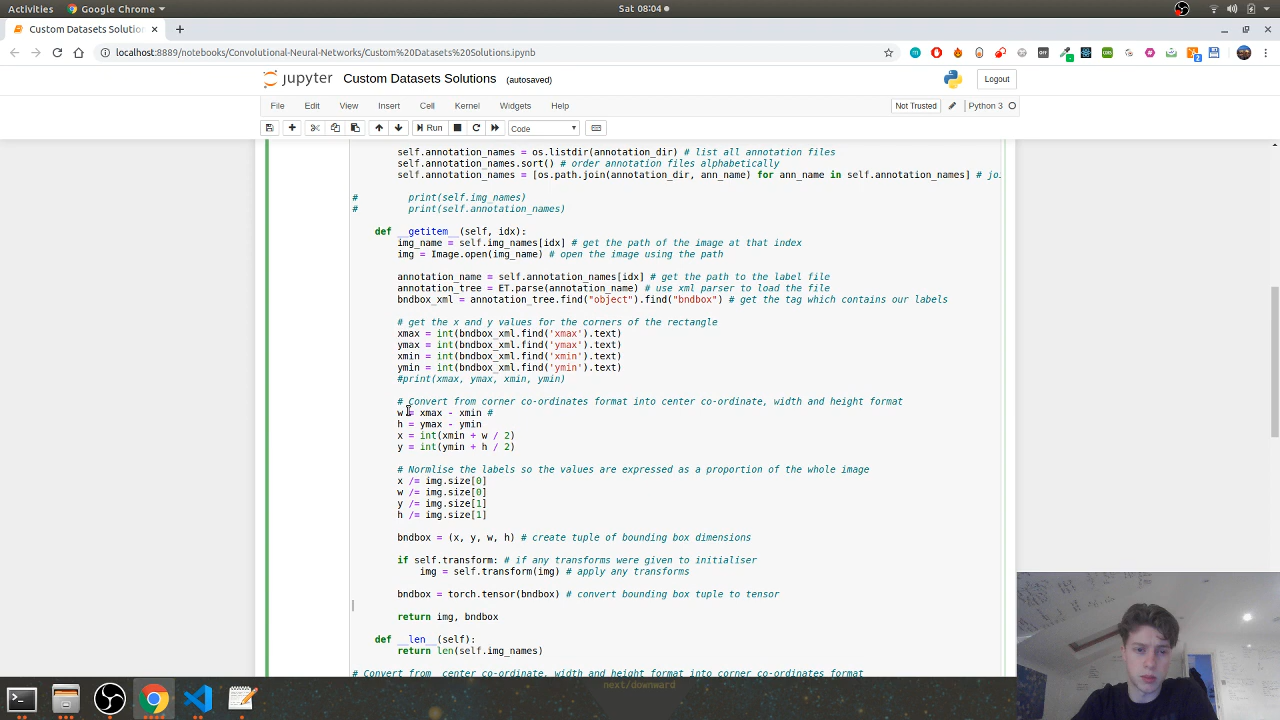 Activities Google Chrome Sat 08:04
Custom Datasets Solutio
localhost:8889/notebooks/Convolutional-Neural-Networks/Custom%20Datasets%20Solutions.ipynb
jupyter Custom Datasets Solutions (autosaved) Logout
File Edit View Insert Cell Kernel Widgets Help Not Trusted Python 3
Run Code
self.annotation_names = os.listdir(annotation_dir) # list all annotation files
self.annotation_names.sort() # order annotation files alphabetically
self.annotation_names = [os.path.join(annotation_dir, ann_name) for ann_name in self.annotation_names] # joi
# print(self.img_names)
# print(self.annotation_names)
def __getitem__(self, idx):
img_name = self.img_names[idx] # get the path of the image at that index
img = Image.open(img_name) # open the image using the path
annotation_name = self.annotation_names[idx] # get the path to the label file
annotation_tree = ET.parse(annotation_name) # use xml parser to load the file
bndbox_xml = annotation_tree.find("object").find("bndbox") # get the tag which contains our labels
# get the x and y values for the corners of the rectangle
xmax = int(bndbox_xml.find('xmax').text)
ymax = int(bndbox_xml.find('ymax').text)
xmin = int(bndbox_xml.find('xmin').text)
ymin = int(bndbox_xml.find('ymin').text)
#print(xmax, ymax, xmin, ymin)
# Convert from corner co-ordinates format into center co-ordinate, width and height format
w = xmax - xmin #
h = ymax - ymin
x = int(xmin + w / 2)
y = int(ymin + h / 2)
# Normlise the labels so the values are expressed as a proportion of the whole image
x /= img.size[0]
w /= img.size[0]
y /= img.size[1]
h /= img.size[1]
bndbox = (x, y, w, h) # create tuple of bounding box dimensions
if self.transform: # if any transforms were given to initialiser
img = self.transform(img) # apply any transforms
bndbox = torch.tensor(bndbox) # convert bounding box tuple to tensor
return img, bndbox
def __len__(self):
return len(self.img_names)
# Convert from center co-ordinate, width and height format into corner co-ordinates format
next/downward